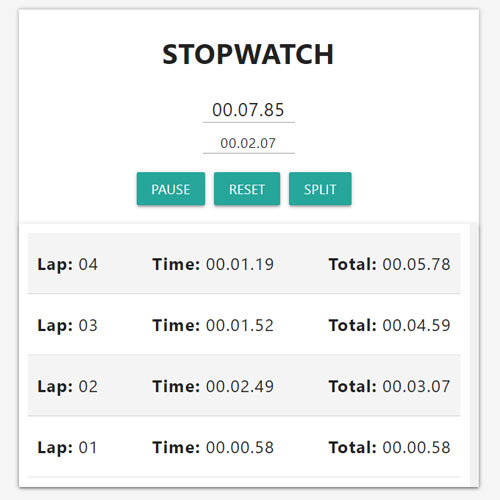 STOPWATCH
00.07.85
00.02.07
PAUSE RESET SPLIT
Lap: 04 Time: 00.01.19 Total: 00.05.78
Lap: 03 Time: 00.01.52 Total: 00.04.59
Lap: 02 Time: 00.02.49 Total: 00.03.07
Lap: 01 Time: 00.00.58 Total: 00.00.58